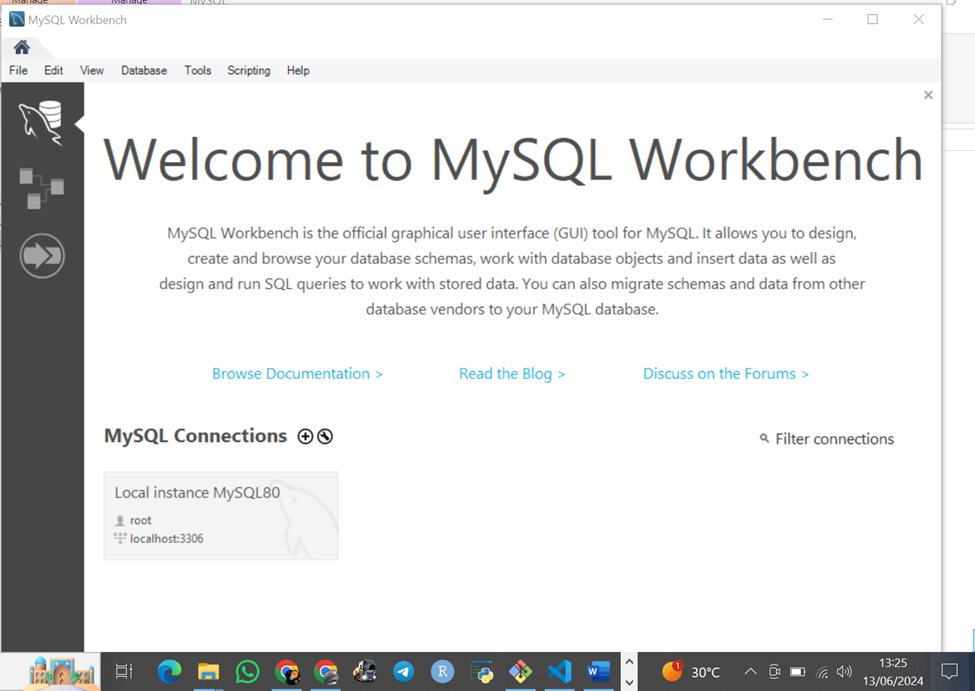 Manage
Manage
MySQL
MySQL Workbench
File Edit View Database Tools Scripting Help
Welcome to MySQL Workbench
MySQL Workbench is the official graphical user interface (GUI) tool for MySQL. It allows you to design,
create and browse your database schemas, work with database objects and insert data as well as
design and run SQL queries to work with stored data. You can also migrate schemas and data from other
database vendors to your MySQL database.
Browse Documentation > Read the Blog > Discuss on the Forums >
MySQL Connections
Filter connections
Local instance MySQL80
root
localhost:3306
R
W
1
30°C
13:25
13/06/2024